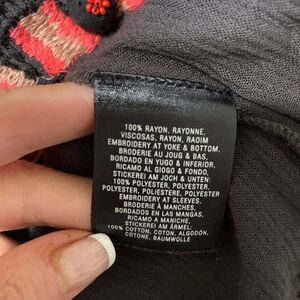 100% RAYON, RAYONNE,
VISCOSAS, RAYON, RAOIM
EMBROIDERY AT YOKE & BOTTOM.
BRODERIE AU JOUG & BAS,
BORDADO EN YUGO & INFERIOR,
RICAMO AL GIOGO & FONDO,
STICKEREI AM JOCH & UNTEN:
100% POLYESTER, POLYESTER,
POLYESTER, POLIESTERE, POLYESTER
EMBROIDERY AT SLEEVES,
BRODERIE À MANCHES,
BORDADOS EN LAS MANGAS,
RICAMO A MANICHE,
STICKEREI AM ÄRMEL:
100% COTTON, COTON, ALGODON,
COTONE, BAUMWOLLE